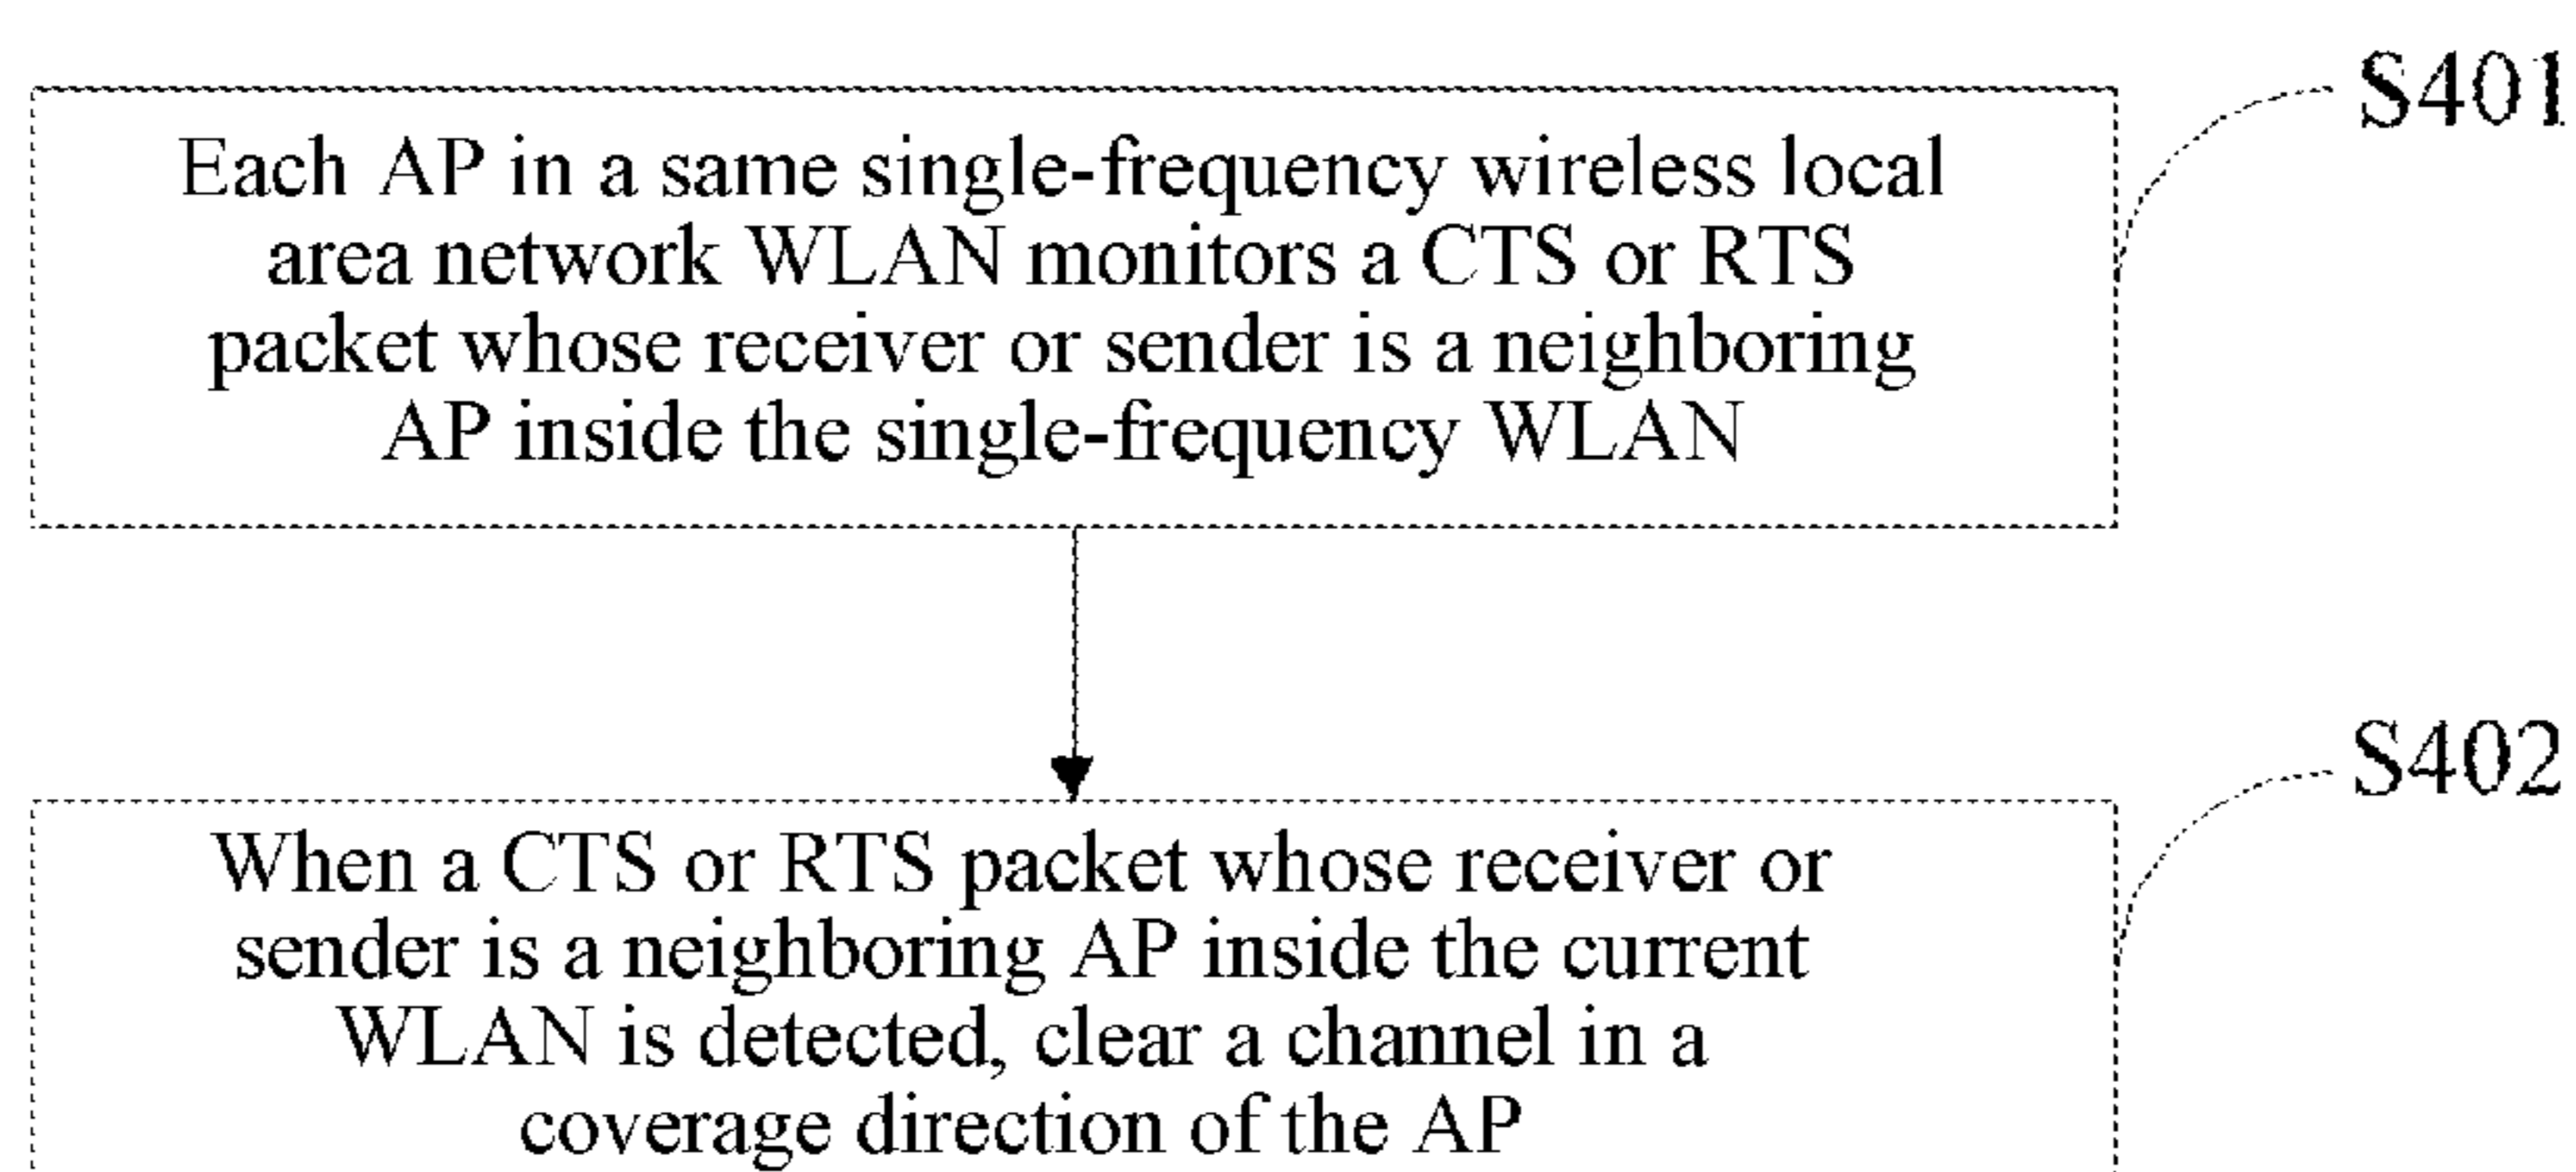 S401
Each AP in a same single-frequency wireless local
area network WLAN monitors a CTS or RTS
packet whose receiver or sender is a neighboring
AP inside the single-frequency WLAN
S402
When a CTS or RTS packet whose receiver or
sender is a neighboring AP inside the current
WLAN is detected, clear a channel in a
coverage direction of the AP